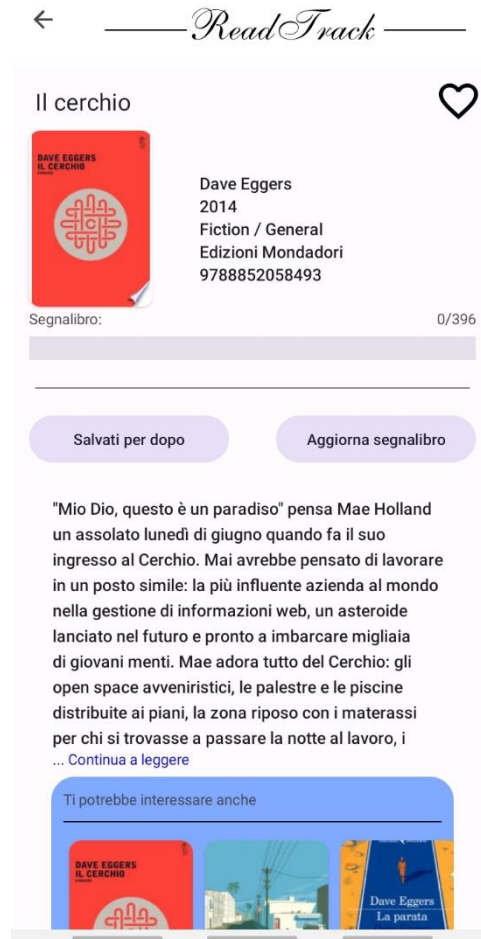 ReadTrack
Il cerchio
DAVE EGGERS
IL CERCHIO
Dave Eggers
2014
Fiction / General
Edizioni Mondadori
9788852058493
Segnalibro:
0/396
Salvati per dopo
Aggiorna segnalibro
"Mio Dio, questo è un paradiso" pensa Mae Holland
un assolato lunedì di giugno quando fa il suo
ingresso al Cerchio. Mai avrebbe pensato di lavorare
in un posto simile: la più influente azienda al mondo
nella gestione di informazioni web, un asteroide
lanciato nel futuro e pronto a imbarcare migliaia
di giovani menti. Mae adora tutto del Cerchio: gli
open space avveniristici, le palestre e le piscine
distribuite ai piani, la zona riposo con i materassi
per chi si trovasse a passare la notte al lavoro, i
... Continua a leggere
Ti potrebbe interessare anche
DAVE EGGERS
IL CERCHIO
Dave Eggers
La parata